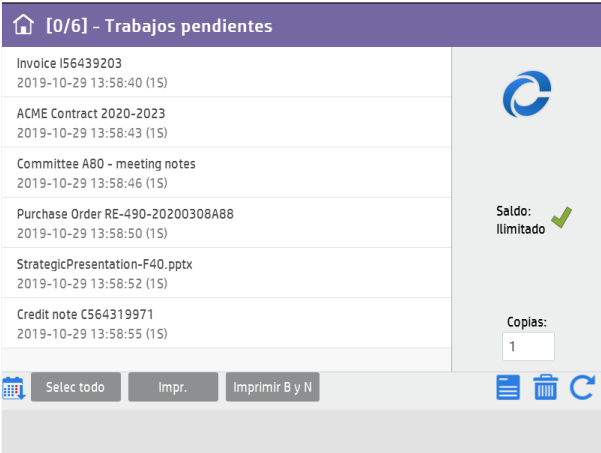 [0/6] - Trabajos pendientes
Invoice I56439203
2019-10-29 13:58:40 (1S)
ACME Contract 2020-2023
2019-10-29 13:58:43 (1S)
Committee A80 - meeting notes
2019-10-29 13:58:46 (1S)
Purchase Order RE-490-20200308A88
2019-10-29 13:58:50 (1S)
StrategicPresentation-F40.pptx
2019-10-29 13:58:52 (1S)
Credit note C564319971
2019-10-29 13:58:55 (1S)
Saldo:
Ilimitado
Copias:
1
Selec todo
Impr.
Imprimir B y N